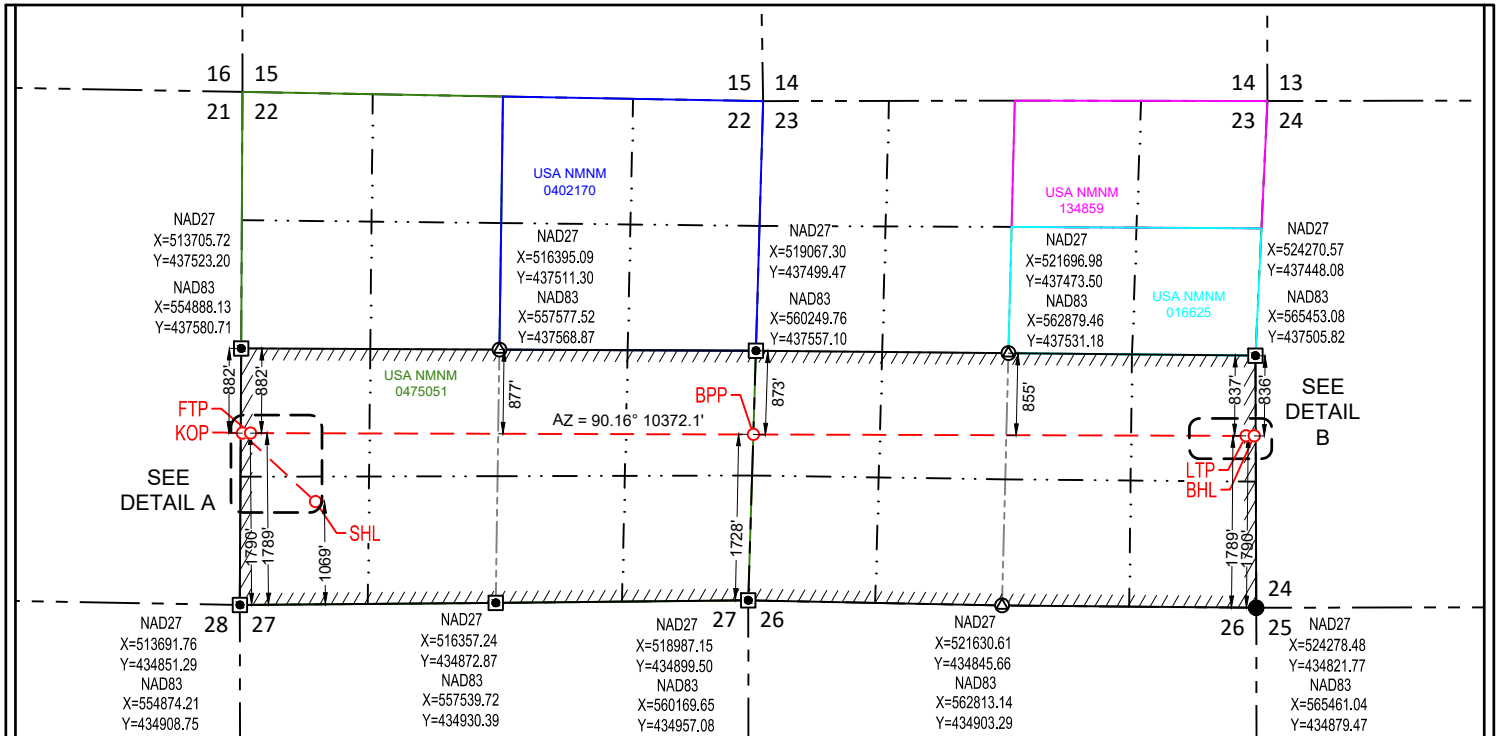 16 15
21 22
15 14
22 23
14 13
23 24
USA NMNM
0402170
USA NMNM
134859
USA NMNM
016625
USA NMNM
0475051
NAD27
X=513705.72
Y=437523.20
NAD83
X=554888.13
Y=437580.71
NAD27
X=516395.09
Y=437511.30
NAD83
X=557577.52
Y=437568.87
NAD27
X=519067.30
Y=437499.47
NAD83
X=560249.76
Y=437557.10
NAD27
X=521696.98
Y=437473.50
NAD83
X=562879.46
Y=437531.18
NAD27
X=524270.57
Y=437448.08
NAD83
X=565453.08
Y=437505.82
882'
882'
877'
873'
855'
837'
836'
FTP
KOP
BPP
AZ = 90.16° 10372.1'
SEE
DETAIL
B
LTP
BHL
SEE
DETAIL A
SHL
1790'
1789'
1069'
1728'
1789'
1790'
28 27
27 26
24
26 25
NAD27
X=513691.76
Y=434851.29
NAD83
X=554874.21
Y=434908.75
NAD27
X=516357.24
Y=434872.87
NAD83
X=557539.72
Y=434930.39
NAD27
X=518987.15
Y=434899.50
NAD83
X=560169.65
Y=434957.08
NAD27
X=521630.61
Y=434845.66
NAD83
X=562813.14
Y=434903.29
NAD27
X=524278.48
Y=434821.77
NAD83
X=565461.04
Y=434879.47